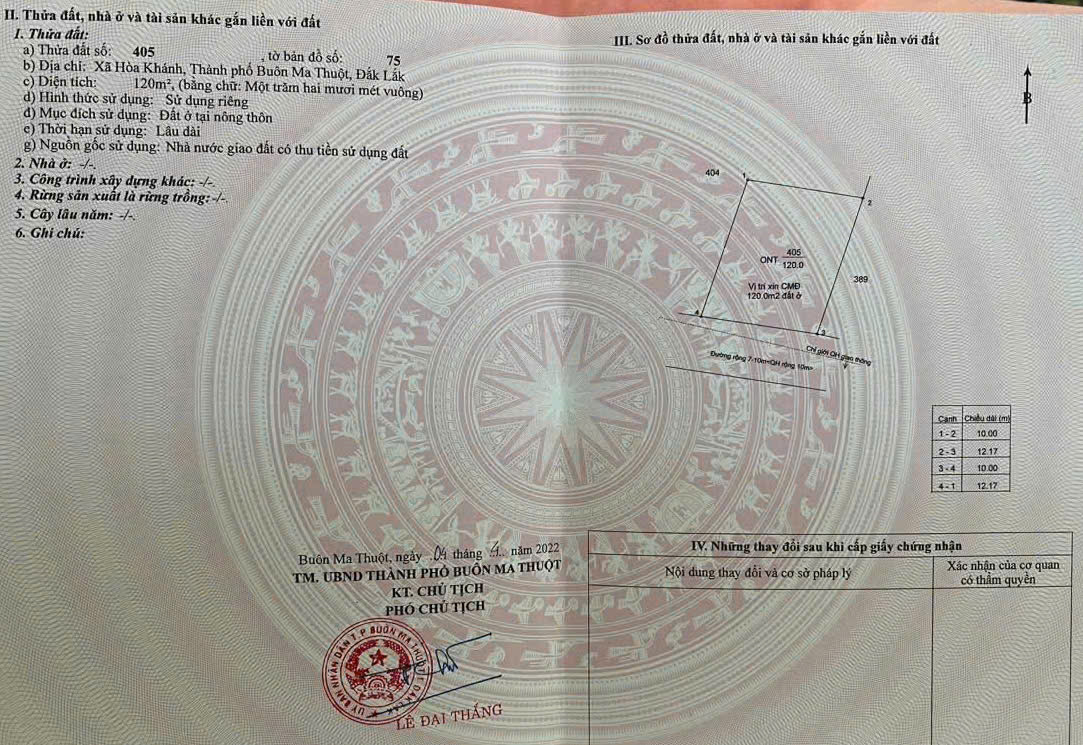 II. Thửa đất, nhà ở và tài sản khác gắn liền với đất
1. Thửa đất:
a) Thửa đất số: 405 , tờ bản đồ số: 75
b) Địa chỉ: Xã Hòa Khánh, Thành phố Buôn Ma Thuột, Đắk Lắk
c) Diện tích: 120m², (bằng chữ: Một trăm hai mươi mét vuông)
d) Hình thức sử dụng: Sử dụng riêng
đ) Mục đích sử dụng: Đất ở tại nông thôn
e) Thời hạn sử dụng: Lâu dài
g) Nguồn gốc sử dụng: Nhà nước giao đất có thu tiền sử dụng đất
2. Nhà ở: -/-.
3. Công trình xây dựng khác: -/-.
4. Rừng sản xuất là rừng trồng: -/-.
5. Cây lâu năm: -/-.
6. Ghi chú:
Buôn Ma Thuột, ngày 04 tháng 4 năm 2022
TM. UBND THÀNH PHỐ BUÔN MA THUỘT
KT. CHỦ TỊCH
PHÓ CHỦ TỊCH
ỦY BAN NHÂN DÂN T.P BUÔN MA THUỘT
LÊ ĐẠI THẮNG
III. Sơ đồ thửa đất, nhà ở và tài sản khác gắn liền với đất
B
404
1
2
ONT 405
120.0
389
Vị trí xin CMĐ
120.0m2 đất ở
4
3
Chỉ giới QH giao thông
Đường rộng 7-10m<QH rộng 10m>
Cạnh Chiều dài (m)
1 - 2 10.00
2 - 3 12.17
3 - 4 10.00
4 - 1 12.17
IV. Những thay đổi sau khi cấp giấy chứng nhận
Nội dung thay đổi và cơ sở pháp lý
Xác nhận của cơ quan
có thẩm quyền